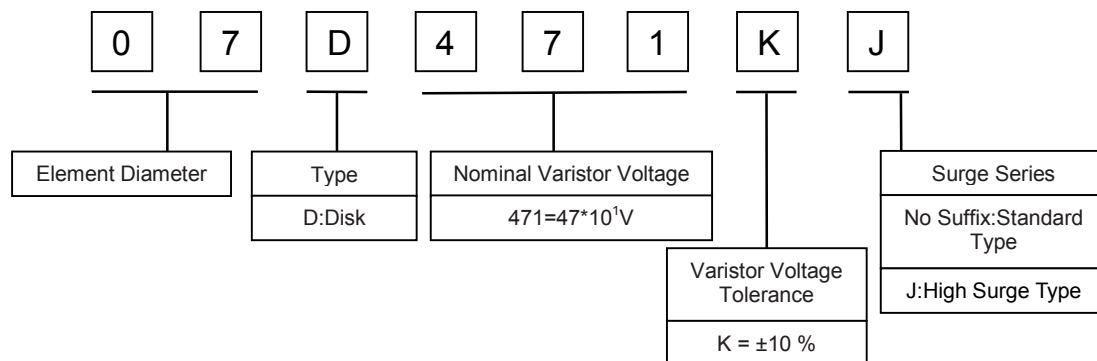 0 7 D 4 7 1 K J
Element Diameter
Type
D:Disk
Nominal Varistor Voltage
471=47*10¹V
Varistor Voltage
Tolerance
K = ±10 %
Surge Series
No Suffix:Standard
Type
J:High Surge Type